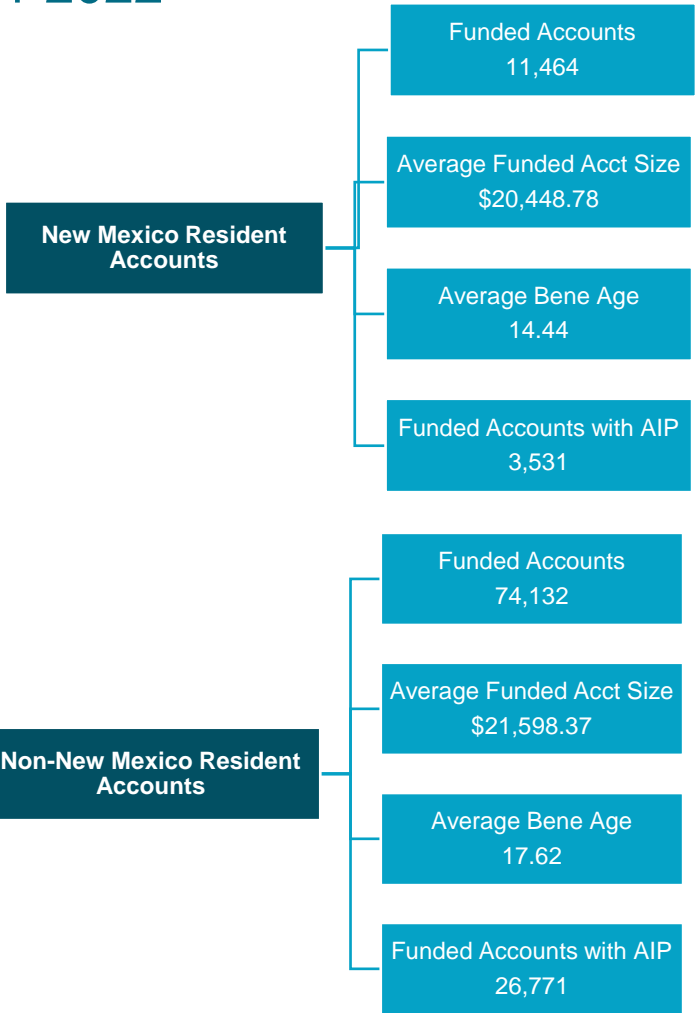 2022
Funded Accounts
11,464
Average Funded Acct Size
$20,448.78
New Mexico Resident
Accounts
Average Bene Age
14.44
Funded Accounts with AIP
3,531
Funded Accounts
74,132
Average Funded Acct Size
$21,598.37
Non-New Mexico Resident
Accounts
Average Bene Age
17.62
Funded Accounts with AIP
26,771